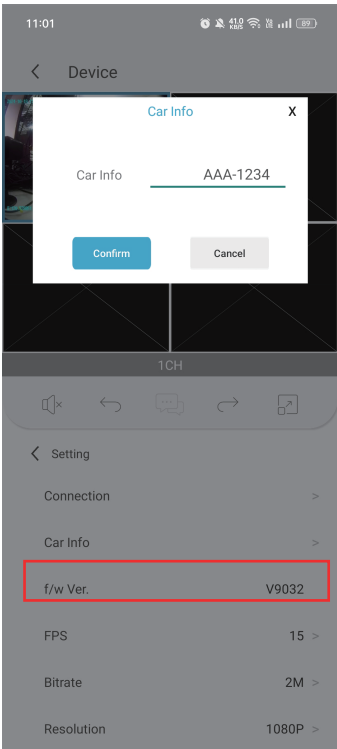 11:01
41.0 KB/S 89
Device
Car Info X
Car Info AAA-1234
Confirm Cancel
1CH
Setting
Connection >
Car Info >
f/w Ver. V9032
FPS 15 >
Bitrate 2M >
Resolution 1080P >